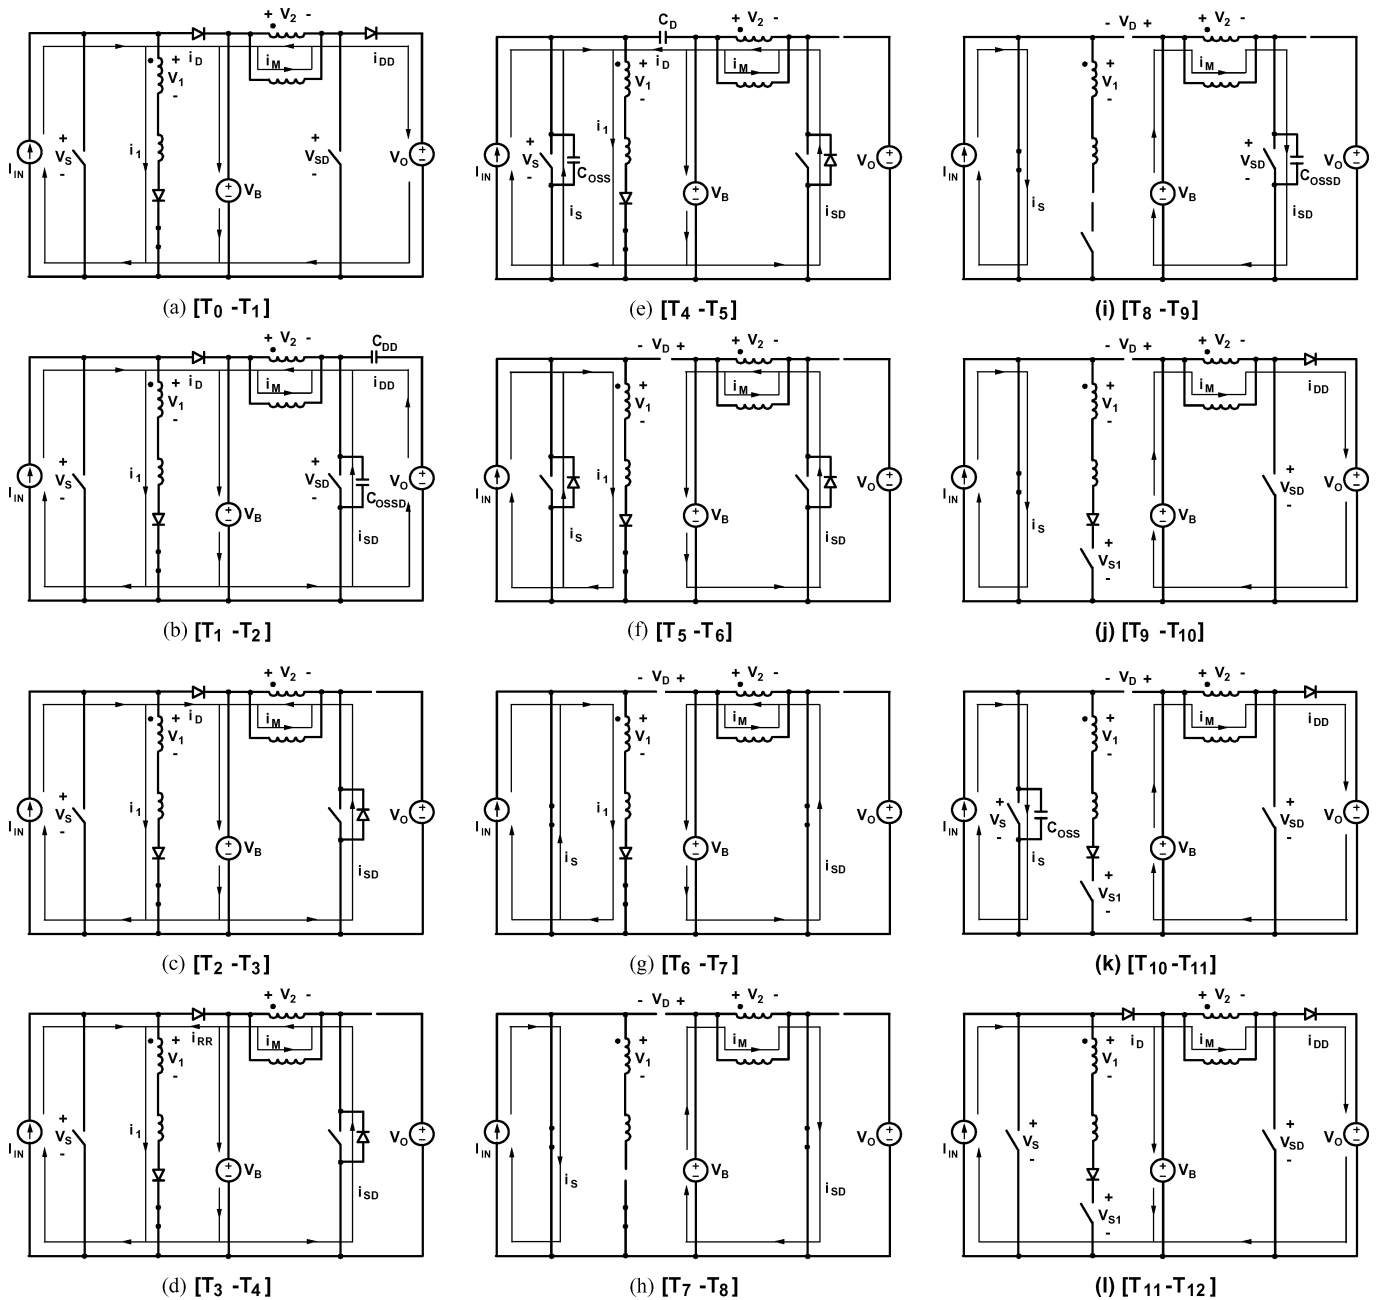 + V2 -
iD
iM
iDD
+
V1
-
i1
IIN
+
VS
-
+
VSD
-
VB
VO
+
-
(a) [T0 -T1]
CD
+ V2 -
iD
iM
+
V1
-
i1
IIN
+
VS
-
COSS
iS
VB
iSD
VO
(e) [T4 -T5]
- VD +
+ V2 -
iM
+
V1
-
IIN
iS
VB
+
VSD
-
COSSD
iSD
VO
(i) [T8 -T9]
+ V2 -
CDD
iD
iM
iDD
+
V1
-
i1
IIN
+
VS
-
+
VSD
-
COSSD
iSD
VB
VO
(b) [T1 -T2]
- VD +
+ V2 -
iM
+
V1
-
i1
IIN
iS
VB
iSD
VO
(f) [T5 -T6]
- VD +
+ V2 -
iM
iDD
+
V1
-
IIN
iS
+
VS1
-
VB
+
VSD
-
VO
(j) [T9 -T10]
+ V2 -
iD
iM
+
V1
-
i1
IIN
+
VS
-
VB
iSD
VO
(c) [T2 -T3]
- VD +
+ V2 -
iM
+
V1
-
i1
IIN
iS
VB
iSD
VO
(g) [T6 -T7]
- VD +
+ V2 -
iM
iDD
+
V1
-
IIN
+
VS
-
COSS
iS
+
VS1
-
VB
+
VSD
-
VO
(k) [T10 -T11]
+ V2 -
iRR
iM
+
V1
-
i1
IIN
+
VS
-
VB
iSD
VO
(d) [T3 -T4]
- VD +
+ V2 -
iM
+
V1
-
IIN
iS
VB
iSD
VO
(h) [T7 -T8]
+ V2 -
iD
iM
iDD
+
V1
-
IIN
+
VS
-
+
VS1
-
VB
+
VSD
-
VO
(l) [T11-T12]